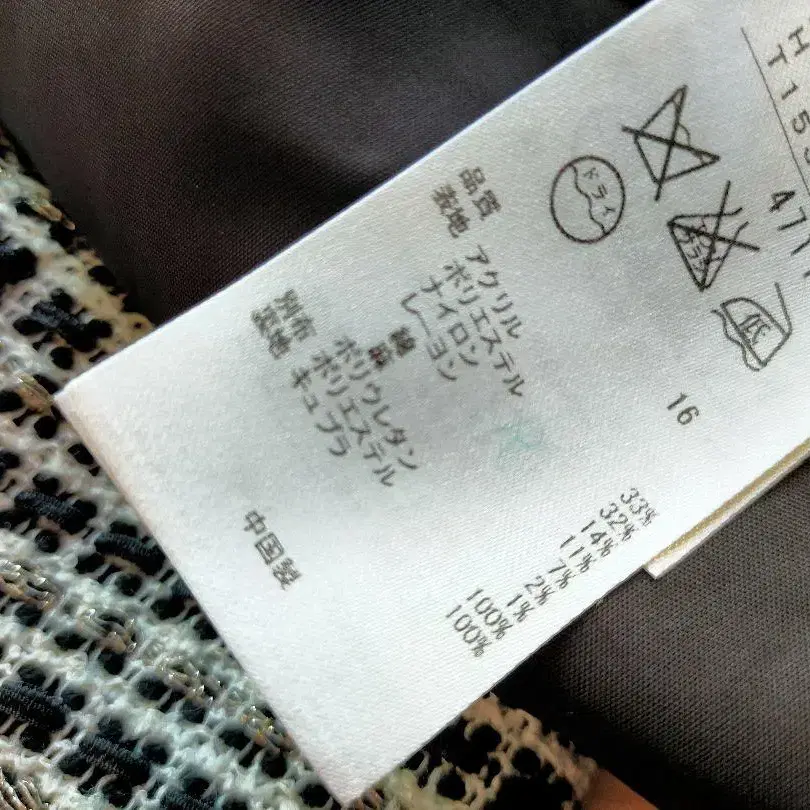 H
T15
471
ドライ
低
16
品質
表地 アクリル 33%
ポリエステル 32%
ナイロン 14%
レーヨン 11%
綿 7%
麻 2%
ポリウレタン 1%
別布 ポリエステル 100%
裏地 キュプラ 100%
中国製